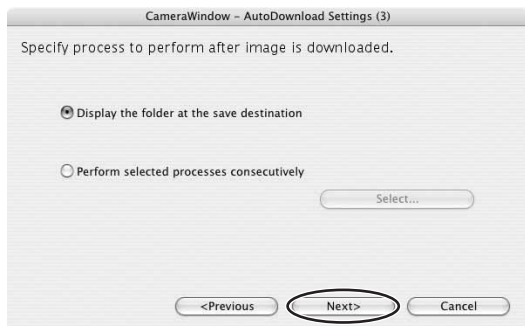 CameraWindow – AutoDownload Settings (3)
Specify process to perform after image is downloaded.
Display the folder at the save destination
Perform selected processes consecutively
Select...
<Previous Next> Cancel